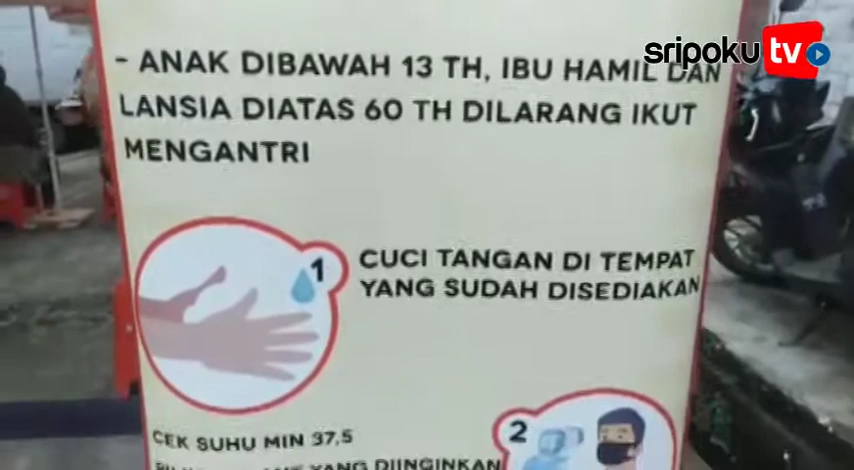 sripoku tv
- ANAK DIBAWAH 13 TH, IBU HAMIL DAN
LANSIA DIATAS 60 TH DILARANG IKUT
MENGANTRI
1
CUCI TANGAN DI TEMPAT
YANG SUDAH DISEDIAKAN
2
CEK SUHU MIN 37,5
YANG DIINGINKAN